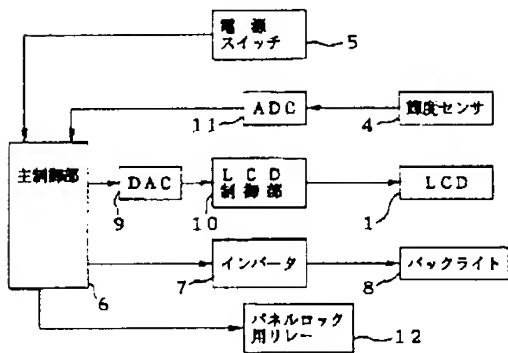 電源
スイッチ
5
ADC
11
輝度センサ
4
主制御部
6
DAC
9
LCD
制御部
10
LCD
1
インバータ
7
バックライト
8
パネルロック
用リレー
12